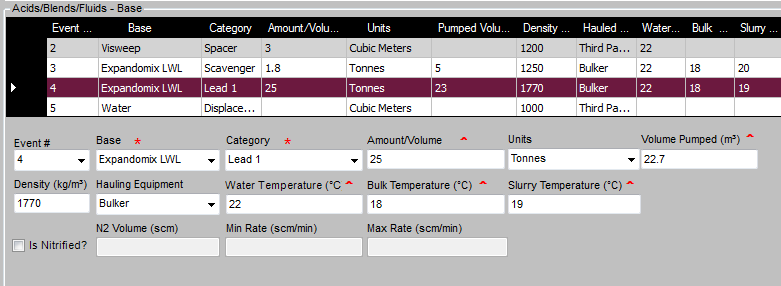 Acids/Blends/Fluids - Base
Event ... Base Category Amount/Volu... Units Pumped Volu... Density ... Hauled ... Water... Bulk ... Slurry ...
2 Visweep Spacer 3 Cubic Meters 1200 Third Pa... 22
3 Expandomix LWL Scavenger 1.8 Tonnes 5 1250 Bulker 22 18 20
4 Expandomix LWL Lead 1 25 Tonnes 23 1770 Bulker 22 18 19
5 Water Displace... Cubic Meters 1000 Third Pa...
Event # Base * Category * Amount/Volume ^ Units Volume Pumped (m³) ^
4 Expandomix LWL Lead 1 25 Tonnes 22.7
Density (kg/m³) Hauling Equipment Water Temperature (°C ^ Bulk Temperature (°C) ^ Slurry Temperature (°C) ^
1770 Bulker 22 18 19
N2 Volume (scm) Min Rate (scm/min) Max Rate (scm/min)
Is Nitrified?